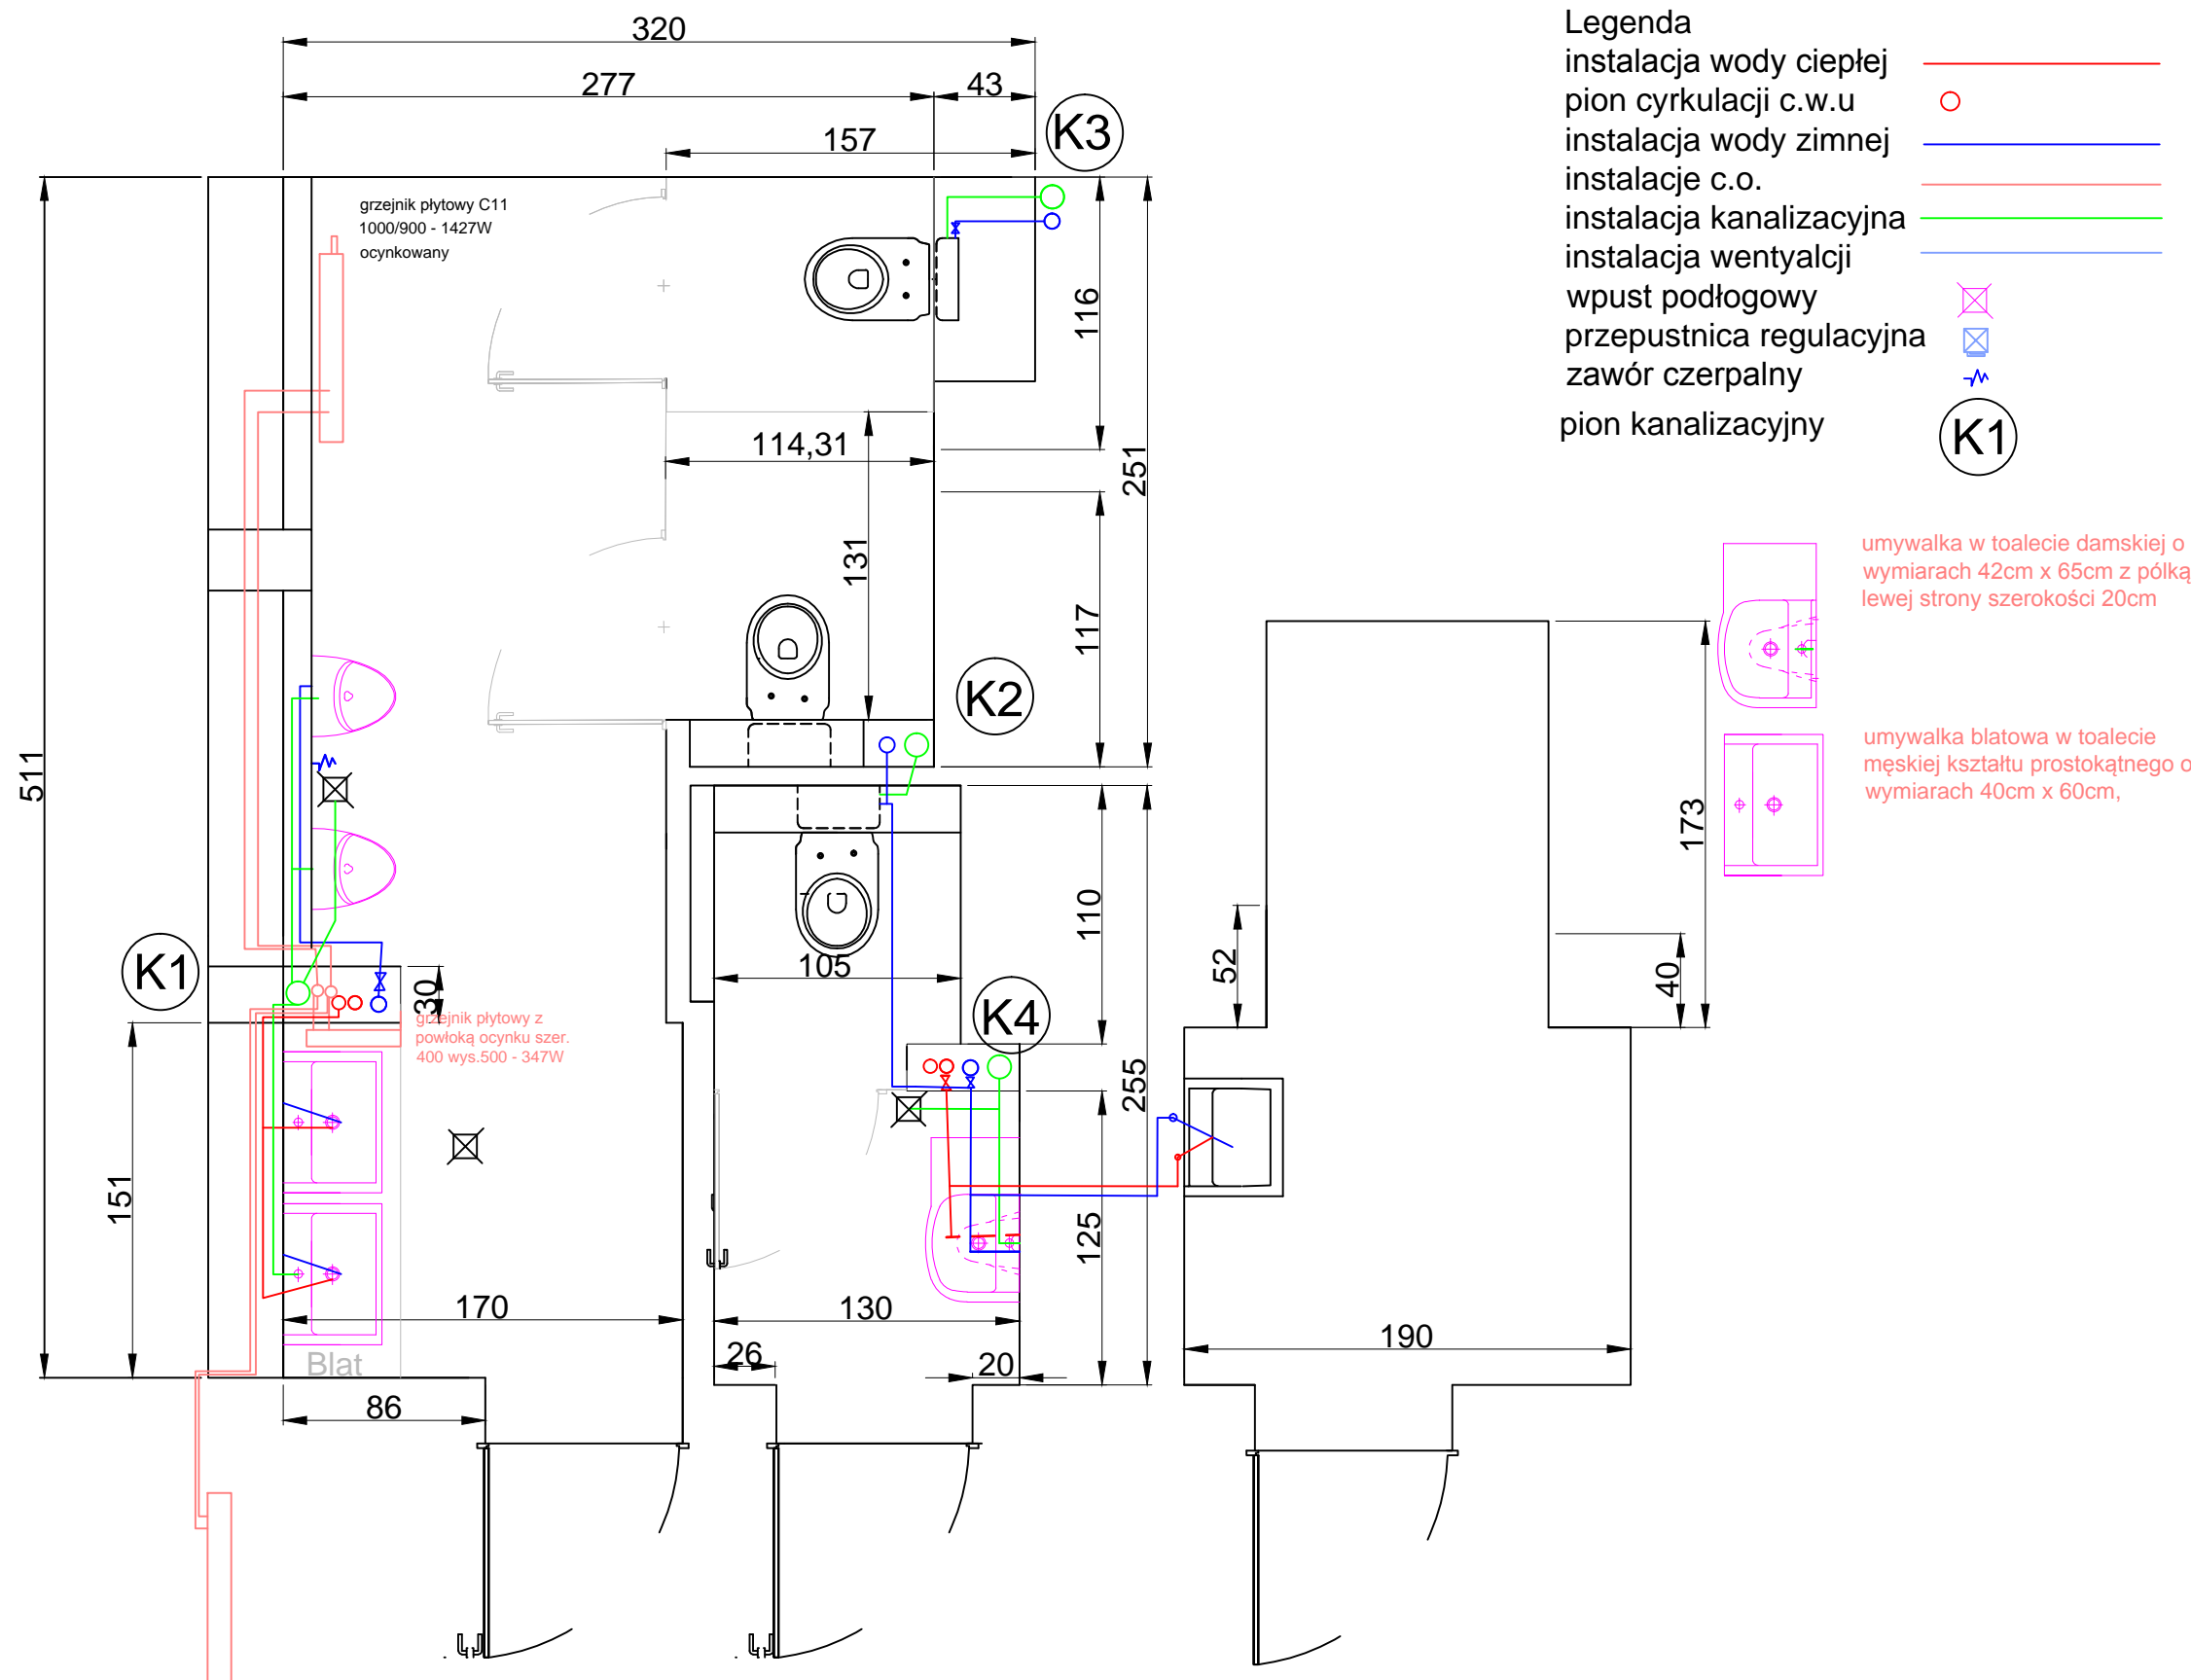 320
277
43
157
K3
Legenda
instalacja wody ciepłej
pion cyrkulacji c.w.u
instalacja wody zimnej
instalacje c.o.
instalacja kanalizacyjna
instalacja wentyalcji
wpust podłogowy
przepustnica regulacyjna
zawór czerpalny
pion kanalizacyjny
K1
grzejnik płytowy C11
1000/900 - 1427W
ocynkowany
116
114,31
251
131
117
K2
511
umywalka w toalecie damskiej o
wymiarach 42cm x 65cm z pólką
lewej strony szerokości 20cm
umywalka blatowa w toalecie
męskiej kształtu prostokątnego o
wymiarach 40cm x 60cm,
173
110
52
40
105
K1
30
K4
grzejnik płytowy z
powłoką ocynku szer.
400 wys.500 - 347W
255
151
125
170
130
190
26
20
Blat
86